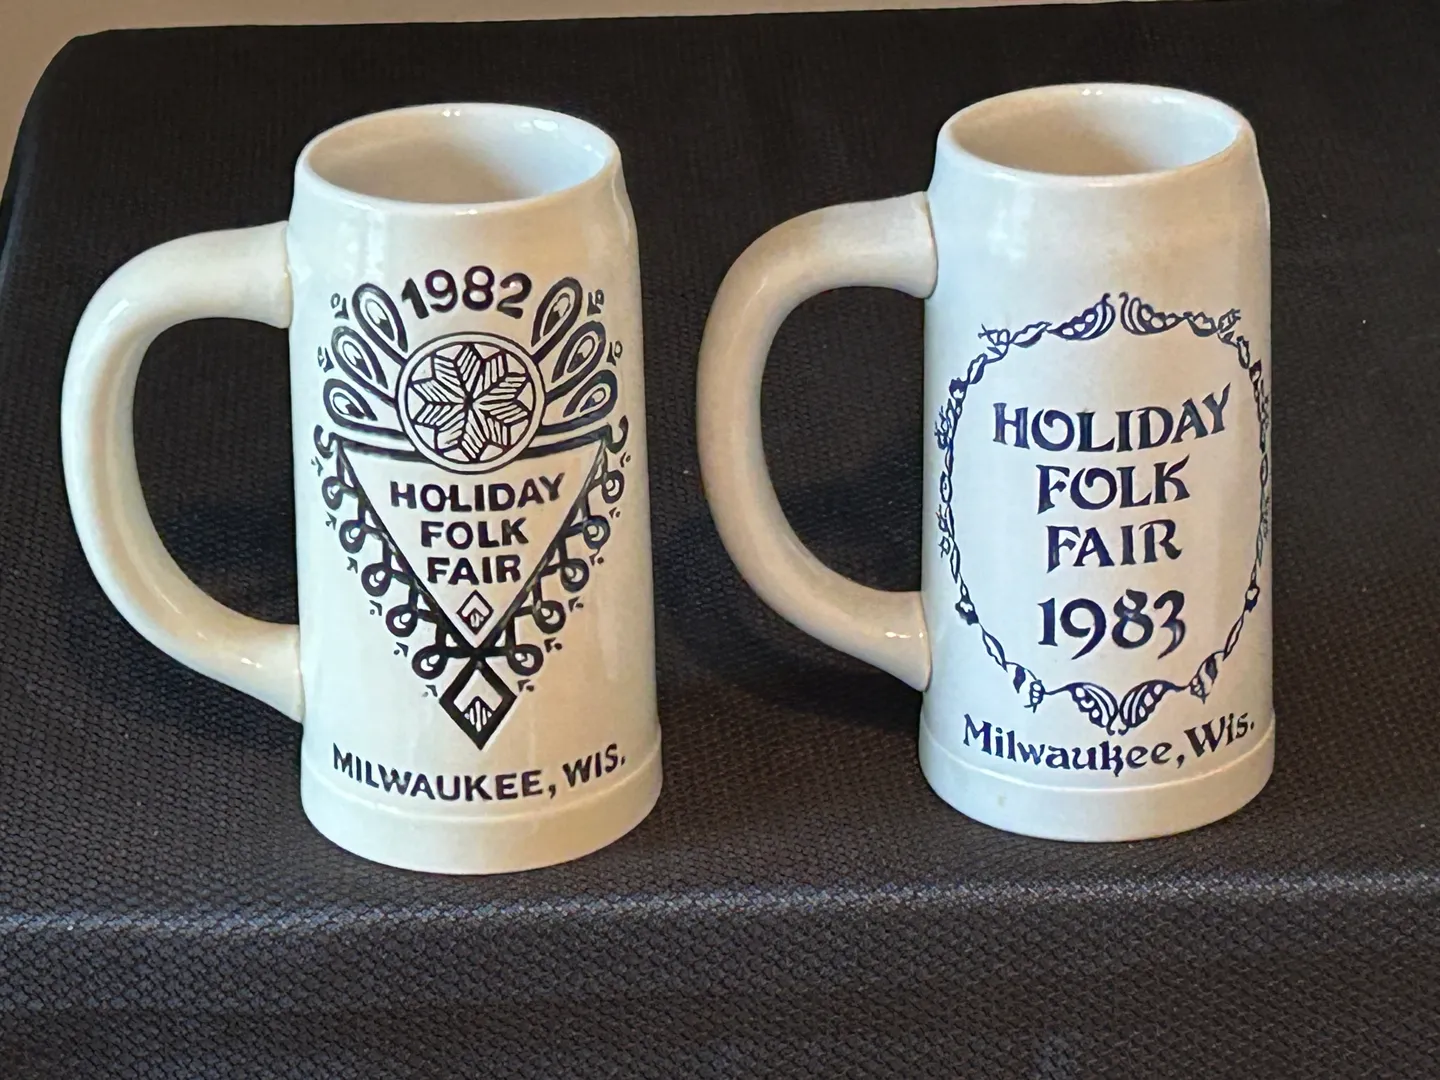 1982
HOLIDAY
FOLK
FAIR
MILWAUKEE, WIS.
HOLIDAY
FOLK
FAIR
1983
Milwaukee, Wis.